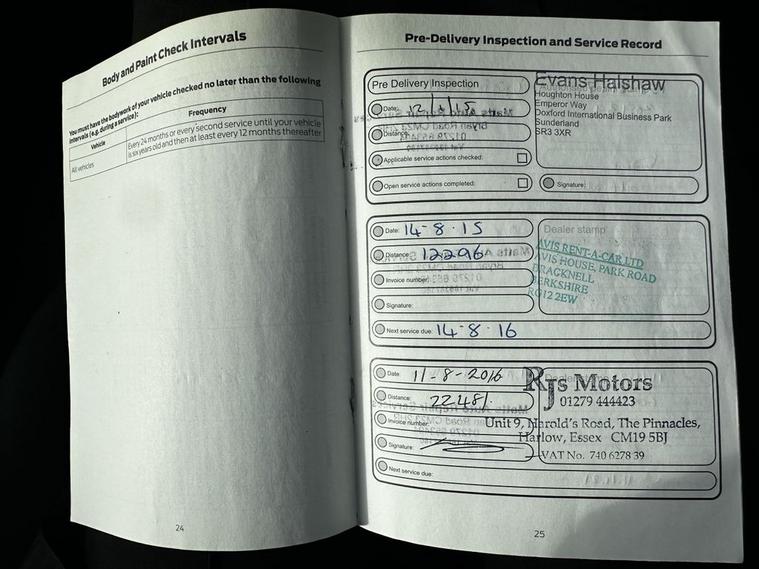 Body and Paint Check Intervals
You must have the bodywork of your vehicle checked no later than the following
intervals (e.g. during a service):
Vehicle Frequency
All vehicles Every 24 months or every second service until your vehicle
is six years old and then at least every 12 months thereafter
24
Pre-Delivery Inspection and Service Record
Pre Delivery Inspection
Date: 12/1/15
Distance:
Applicable service actions checked:
Open service actions completed:
Evans Halshaw
Houghton House
Emperor Way
Doxford International Business Park
Sunderland
SR3 3XR
Signature:
Date: 14-8-15
Distance: 12296
Invoice number:
Signature:
Next service due: 14-8-16
Dealer stamp
AVIS RENT-A-CAR LTD
AVIS HOUSE, PARK ROAD
BRACKNELL
BERKSHIRE
RG12 2EW
Date: 11-8-2016
Distance: 22481
Invoice number:
Signature:
Next service due:
RJs Motors
01279 444423
Unit 9, Harold's Road, The Pinnacles,
Harlow, Essex CM19 5BJ
VAT No. 740 6278 39
25